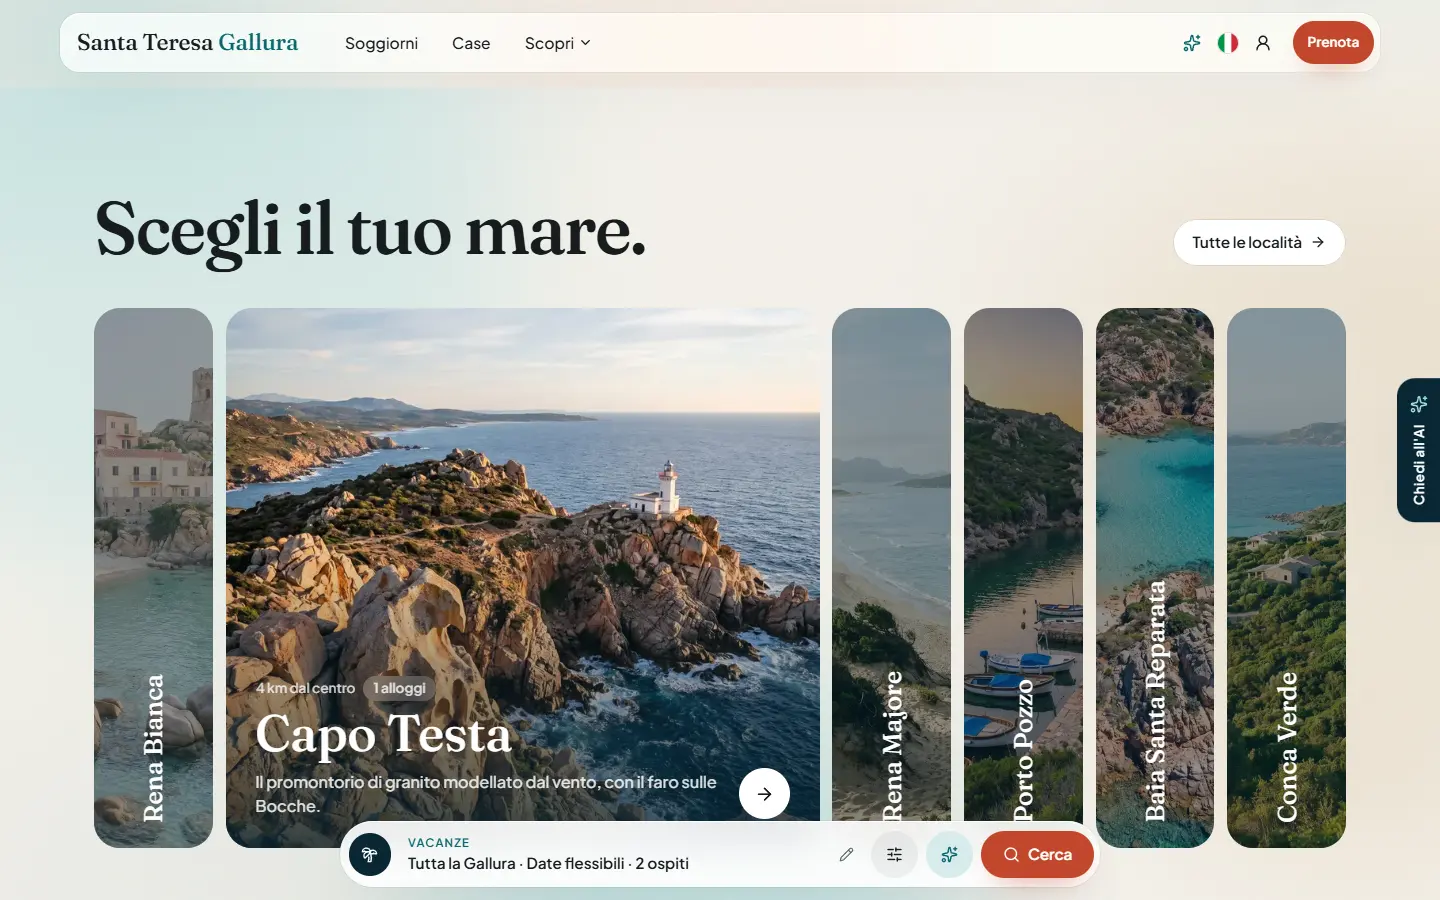 Santa Teresa Gallura
Soggiorni
Case
Scopri
Prenota
Scegli il tuo mare.
Tutte le località
Rena Bianca
4 km dal centro
1 alloggi
Capo Testa
Il promontorio di granito modellato dal vento, con il faro sulle
Bocche.
Rena Majore
Porto Pozzo
Baia Santa Reparata
Conca Verde
Chiedi all'AI
VACANZE
Tutta la Gallura · Date flessibili · 2 ospiti
Cerca